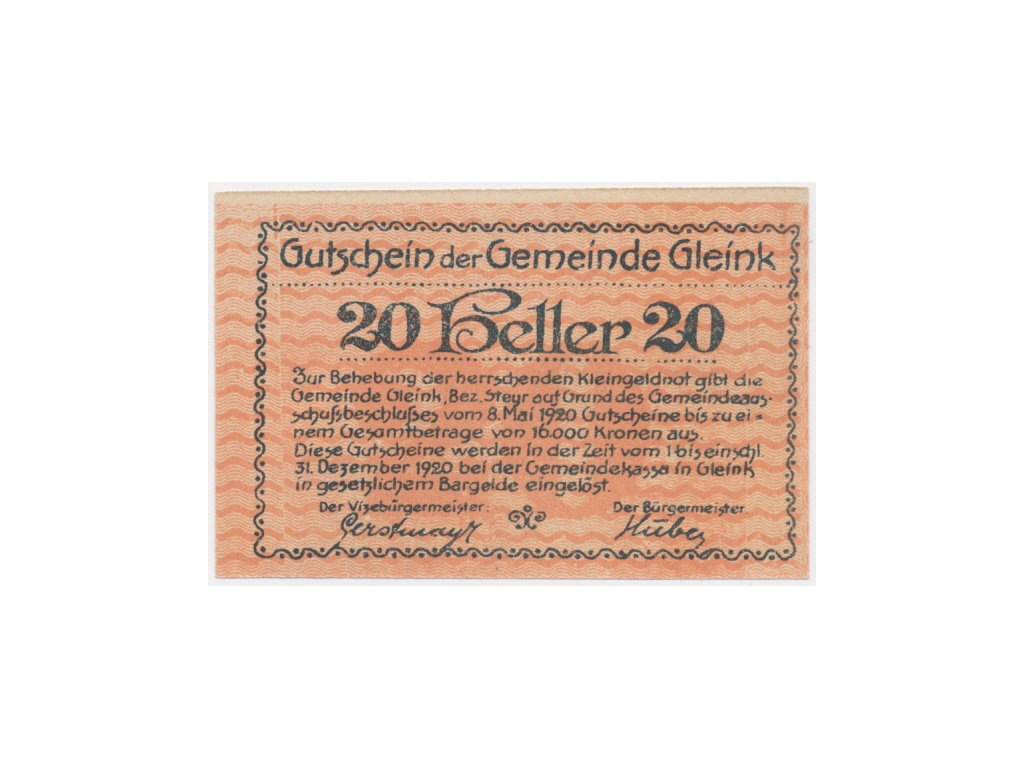 Gutschein der Gemeinde Gleink
20 Heller 20
Zur Behebung der herrschenden Kleingeldnot gibt die
Gemeinde Gleink, Bez. Steyr auf Grund des Gemeindeaus-
schußbeschlußes vom 8. Mai 1920 Gutscheine bis zu ei=
nem Gesamtbetrage von 16.000 Kronen aus.
Diese Gutscheine werden in der Zeit vom 1 bis einschl.
31. Dezember 1920 bei der Gemeindekassa in Gleink
in gesetzlichem Bargelde eingelöst.
Der Vizebürgermeister: Der Bürgermeister.
Gerstmayr Huber